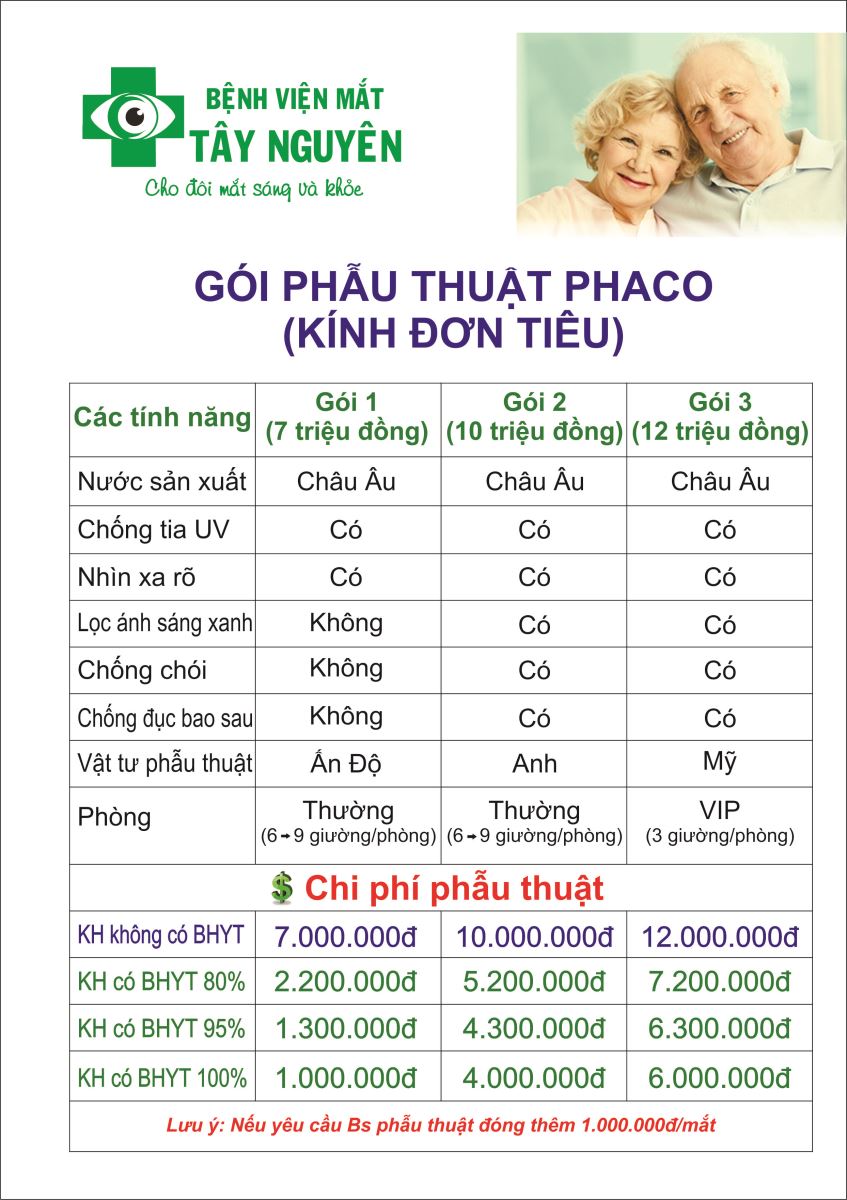 BỆNH VIỆN MẮT
TÂY NGUYÊN
Cho đôi mắt sáng và khỏe
GÓI PHẪU THUẬT PHACO
(KÍNH ĐƠN TIÊU)
Các tính năng
Gói 1
(7 triệu đồng)
Gói 2
(10 triệu đồng)
Gói 3
(12 triệu đồng)
Nước sản xuất Châu Âu Châu Âu Châu Âu
Chống tia UV Có Có Có
Nhìn xa rõ Có Có Có
Lọc ánh sáng xanh Không Có Có
Chống chói Không Có Có
Chống đục bao sau Không Có Có
Vật tư phẫu thuật Ấn Độ Anh Mỹ
Phòng
Thường
(6➞9 giường/phòng)
Thường
(6➞9 giường/phòng)
VIP
(3 giường/phòng)
$ Chi phí phẫu thuật
KH không có BHYT 7.000.000đ 10.000.000đ 12.000.000đ
KH có BHYT 80% 2.200.000đ 5.200.000đ 7.200.000đ
KH có BHYT 95% 1.300.000đ 4.300.000đ 6.300.000đ
KH có BHYT 100% 1.000.000đ 4.000.000đ 6.000.000đ
Lưu ý: Nếu yêu cầu Bs phẫu thuật đóng thêm 1.000.000đ/mắt